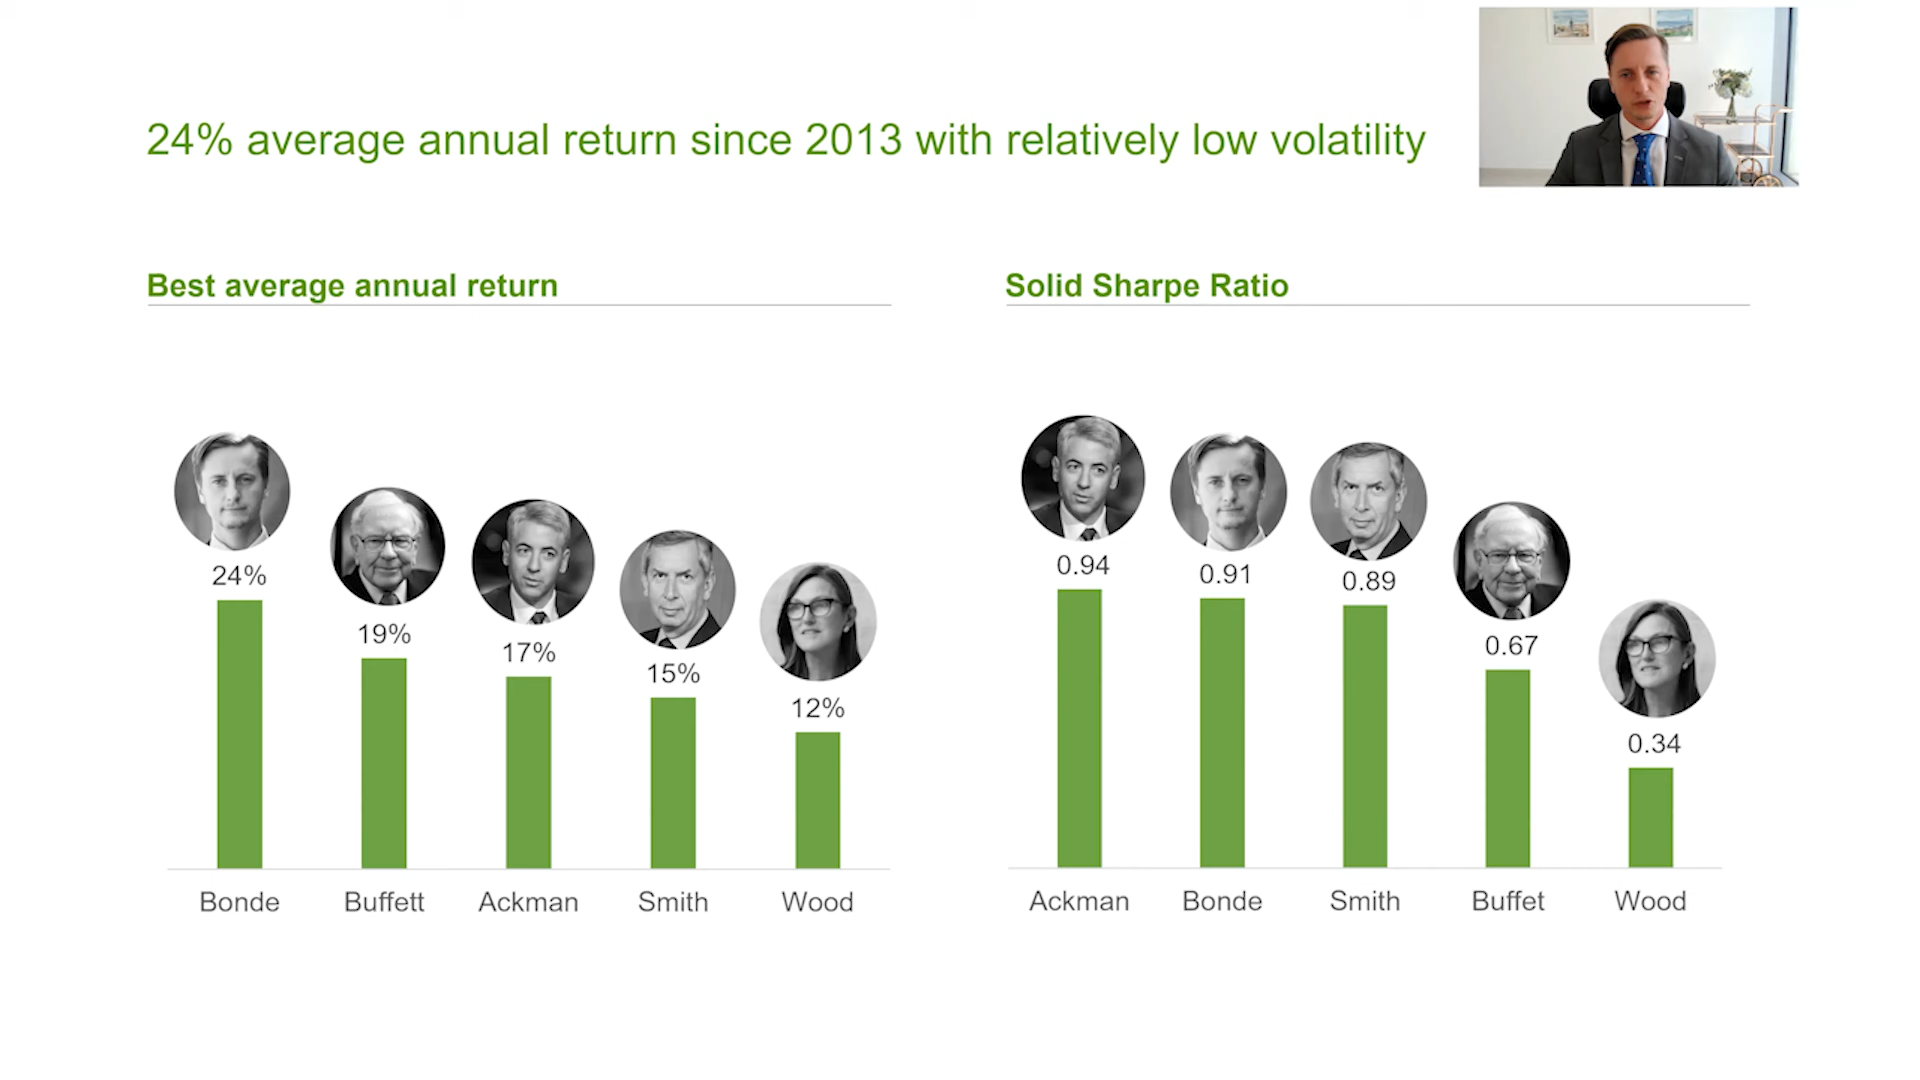 24% average annual return since 2013 with relatively low volatility
Best average annual return
24%
19%
17%
15%
12%
Bonde
Buffett
Ackman
Smith
Wood
Solid Sharpe Ratio
0.94
0.91
0.89
0.67
0.34
Ackman
Bonde
Smith
Buffet
Wood